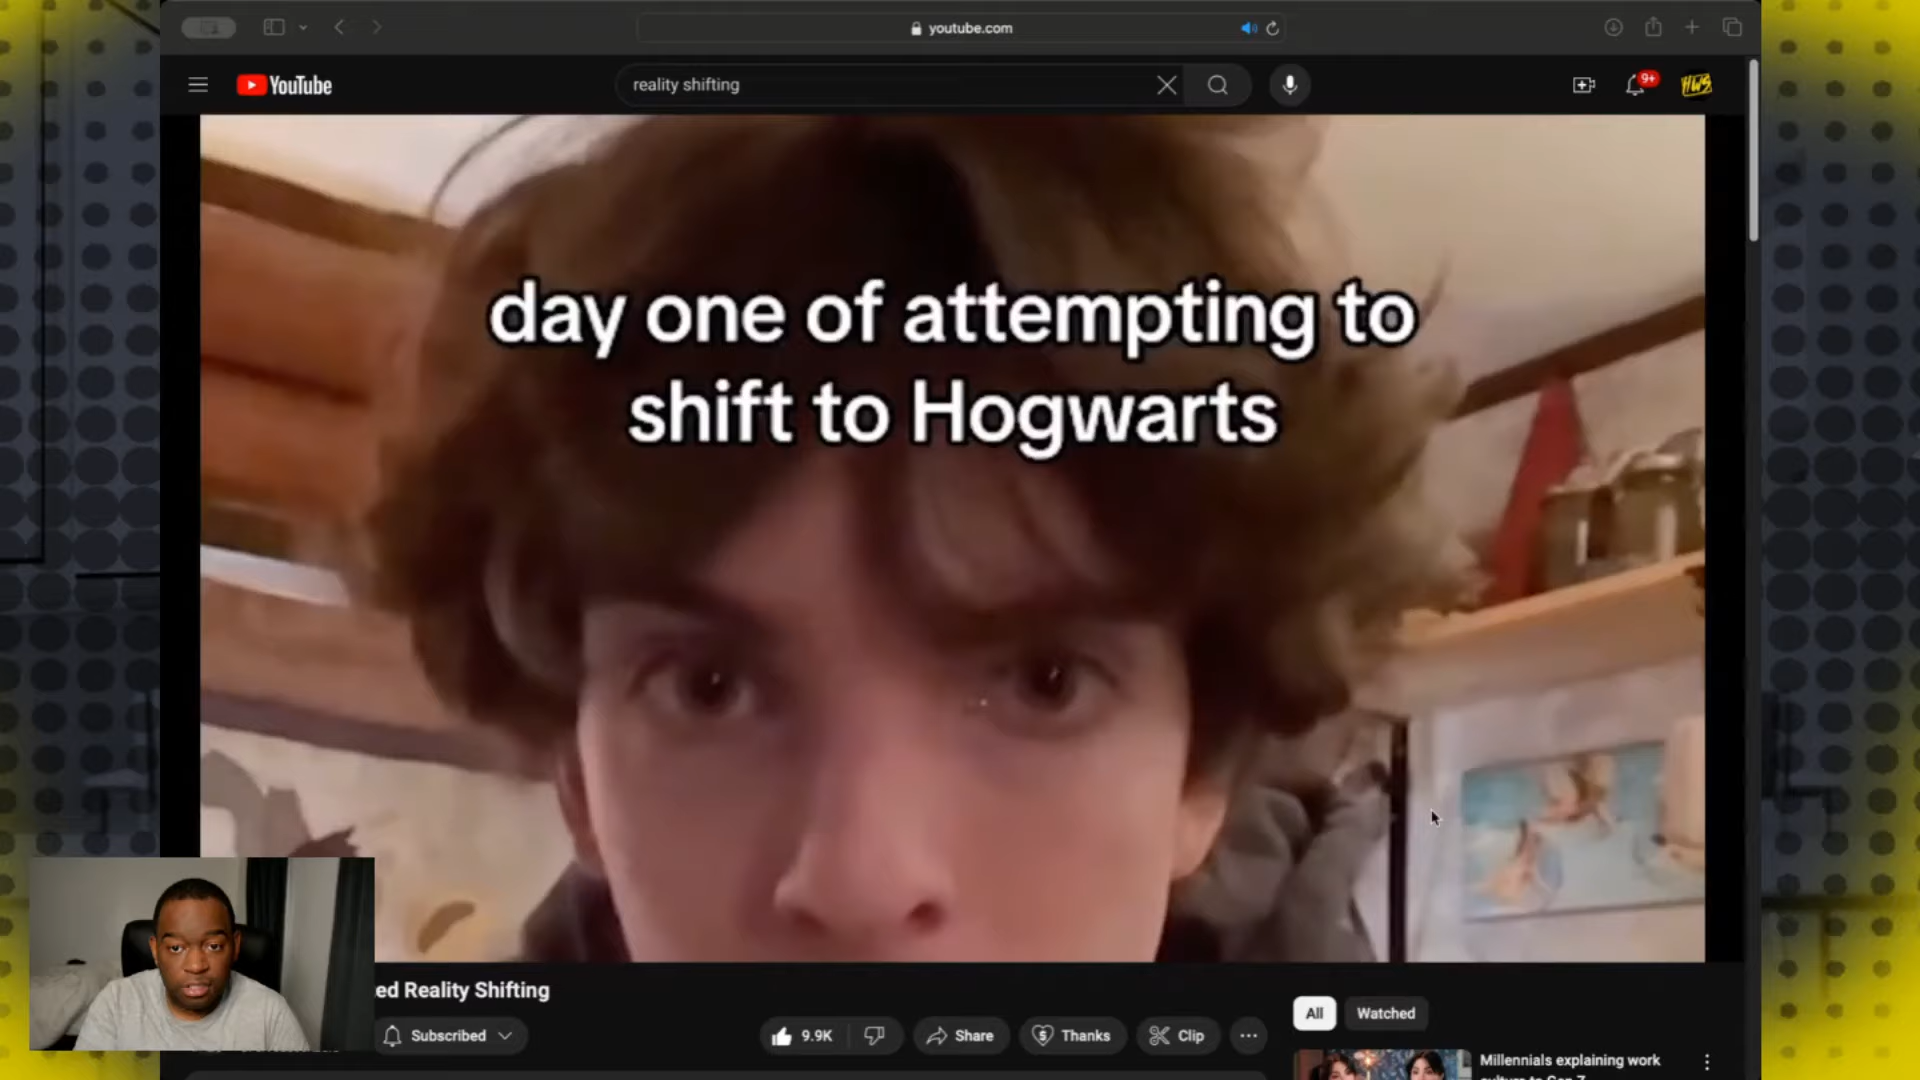 youtube.com
YouTube
reality shifting
9+
HWS
day one of attempting to
shift to Hogwarts
ed Reality Shifting
Subscribed
9.9K
Share
Thanks
Clip
All
Watched
Millennials explaining work